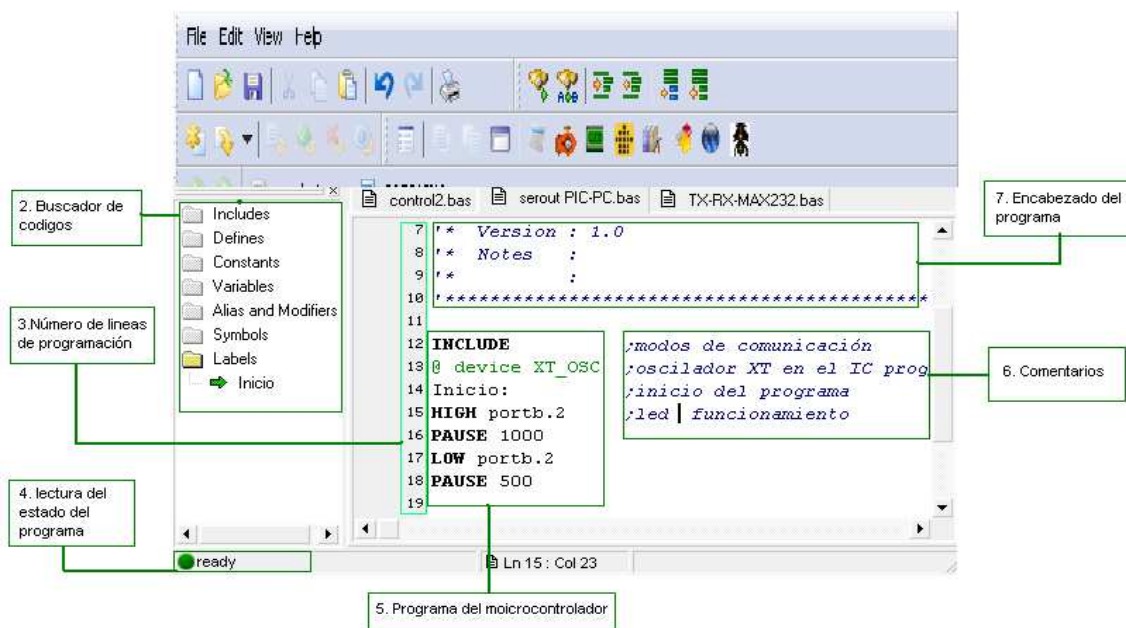 File Edit View Help
A⇔B
control2.bas serout PIC-PC.bas TX-RX-MAX232.bas
2. Buscador de
codigos
Includes
Defines
Constants
Variables
Alias and Modifiers
Symbols
Labels
Inicio
3.Número de lineas
de programación
4. lectura del
estado del
programa
7 '* Version : 1.0
8 '* Notes :
9 '* :
10 '********************************************
11
12 INCLUDE ;modos de comunicación
13 @ device XT_OSC ;oscilador XT en el IC prog
14 Inicio: ;inicio del programa
15 HIGH portb.2 ;led funcionamiento
16 PAUSE 1000
17 LOW portb.2
18 PAUSE 500
19
7. Encabezado del
programa
6. Comentarios
ready
Ln 15 : Col 23
5. Programa del moicrocontrolador